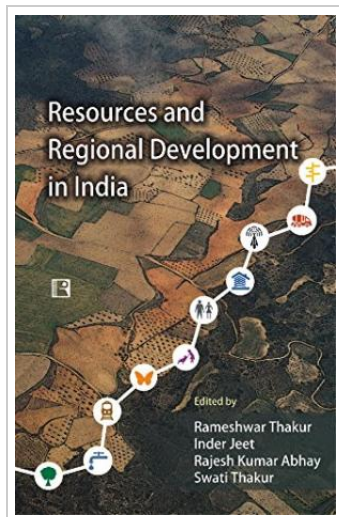 Resources and
Regional Development
in India
Edited by
Rameshwar Thakur
Inder Jeet
Rajesh Kumar Abhay
Swati Thakur